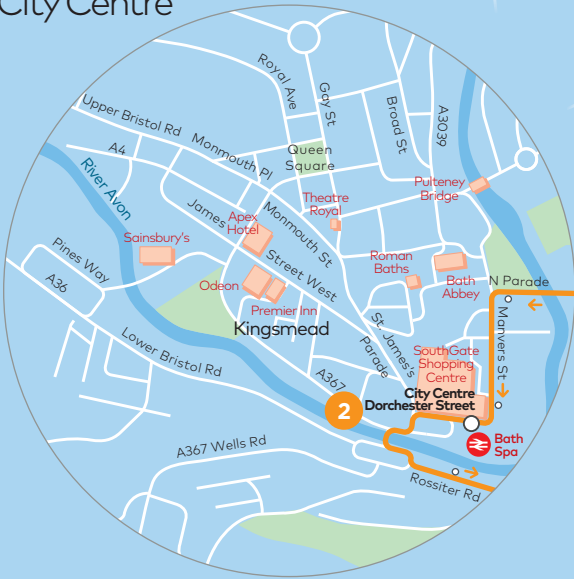 City Centre
Royal Ave
Gay St
Broad St
A3039
Upper Bristol Rd
A4
Monmouth Pl
Queen
Square
River Avon
Pulteney
Bridge
Theatre
Royal
Monmouth St
James
Street West
Apex
Hotel
Sainsbury's
Pines Way
A36
Roman
Baths
Bath
Abbey
N Parade
Odeon
Premier Inn
Kingsmead
Manvers St
St. James's
Parade
Lower Bristol Rd
SouthGate
Shopping
Centre
A367
City Centre
Dorchester Street
2
Bath
Spa
A367 Wells Rd
Rossiter Rd